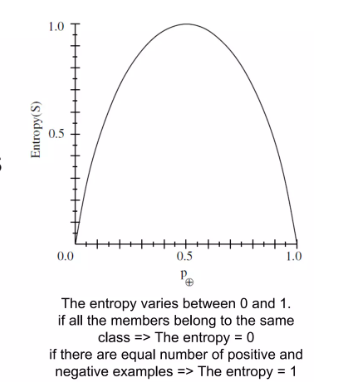 1.0
Entropy(S)
0.5
0.0
0.5
1.0
p⊕
The entropy varies between 0 and 1.
if all the members belong to the same
class => The entropy = 0
if there are equal number of positive and
negative examples => The entropy = 1